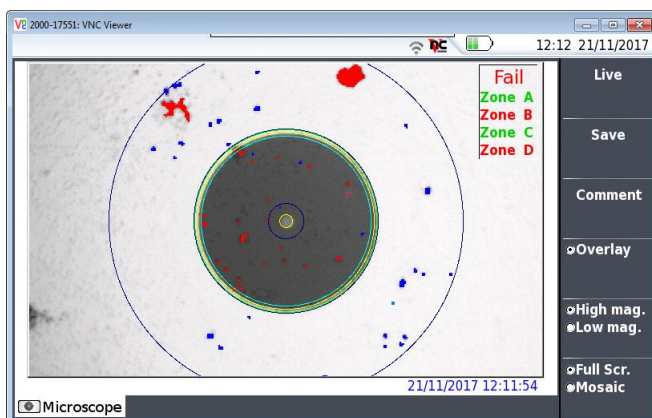 2000-17551: VNC Viewer
DC
12:12 21/11/2017
Fail
Zone A
Zone B
Zone C
Zone D
21/11/2017 12:11:54
Microscope
Live
Save
Comment
Overlay
High mag.
Low mag.
Full Scr.
Mosaic